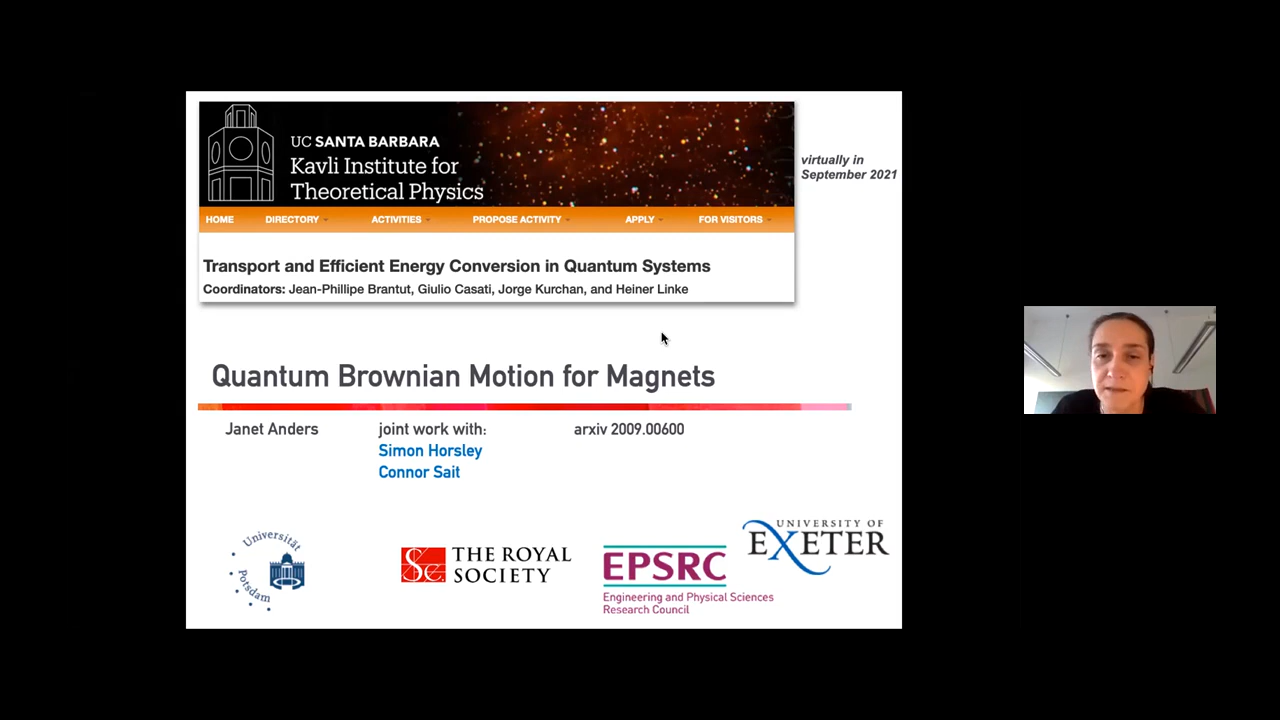 UC SANTA BARBARA
Kavli Institute for
Theoretical Physics
virtually in
September 2021
HOME DIRECTORY ACTIVITIES PROPOSE ACTIVITY APPLY FOR VISITORS
Transport and Efficient Energy Conversion in Quantum Systems
Coordinators: Jean-Phillipe Brantut, Giulio Casati, Jorge Kurchan, and Heiner Linke
Quantum Brownian Motion for Magnets
Janet Anders joint work with: arxiv 2009.00600
Simon Horsley
Connor Sait
Universität
Potsdam
THE ROYAL
SOCIETY
EPSRC
Engineering and Physical Sciences
Research Council
UNIVERSITY OF
EXETER